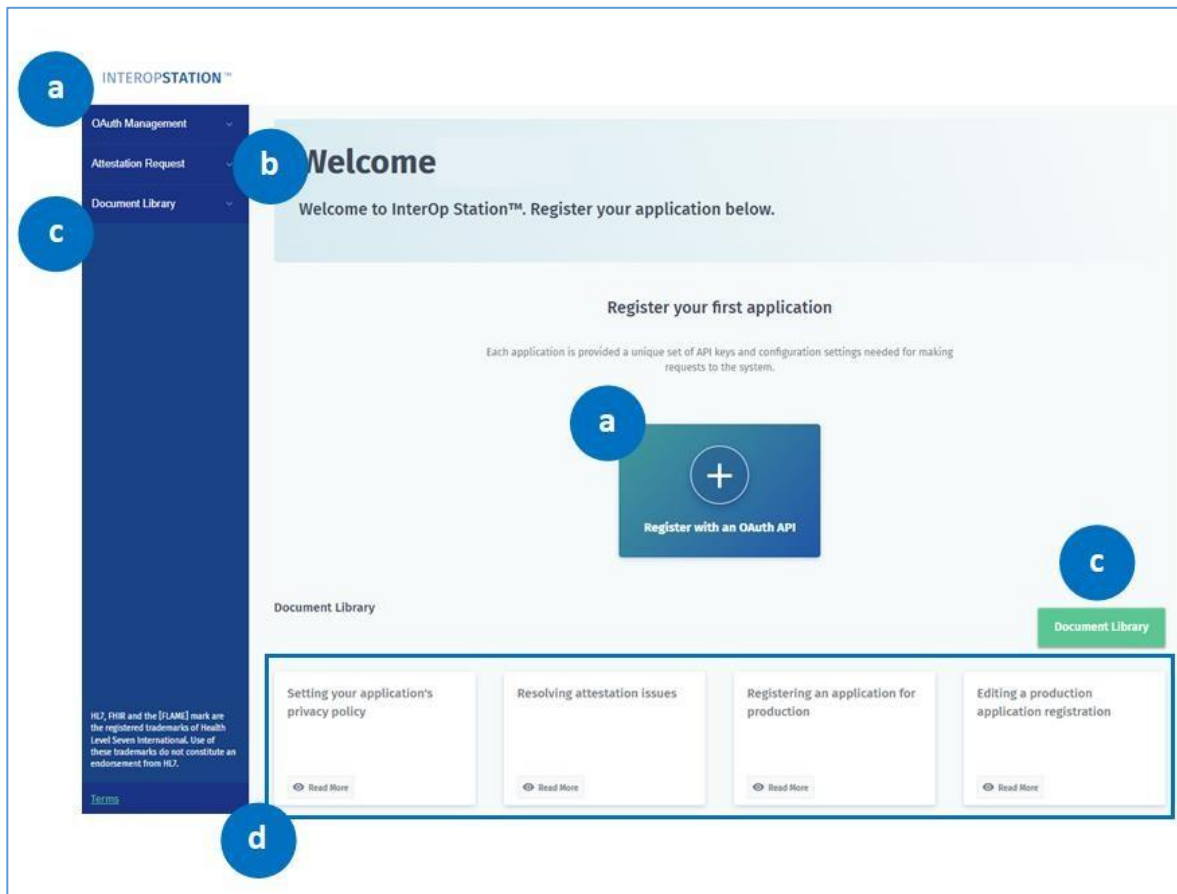 a
INTEROPSTATION™
OAuth Management
Attestation Request
b
Document Library
c
Welcome
Welcome to InterOp Station™. Register your application below.
Register your first application
Each application is provided a unique set of API keys and configuration settings needed for making
requests to the system.
a
Register with an OAuth API
c
Document Library
Document Library
Setting your application's
privacy policy
Read More
Resolving attestation issues
Read More
Registering an application for
production
Read More
Editing a production
application registration
Read More
HL7, FHIR and the [FLAME] mark are
the registered trademarks of Health
Level Seven International. Use of
these trademarks do not constitute an
endorsement from HL7.
Terms
d